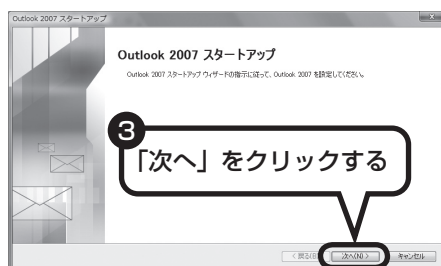 Outlook 2007 スタートアップ
Outlook 2007 スタートアップ
Outlook 2007 スタートアップ ウィザードの指示に従って、Outlook 2007 を設定してください。
3
「次へ」をクリックする
< 戻る(B)
次へ(N) >
キャンセル